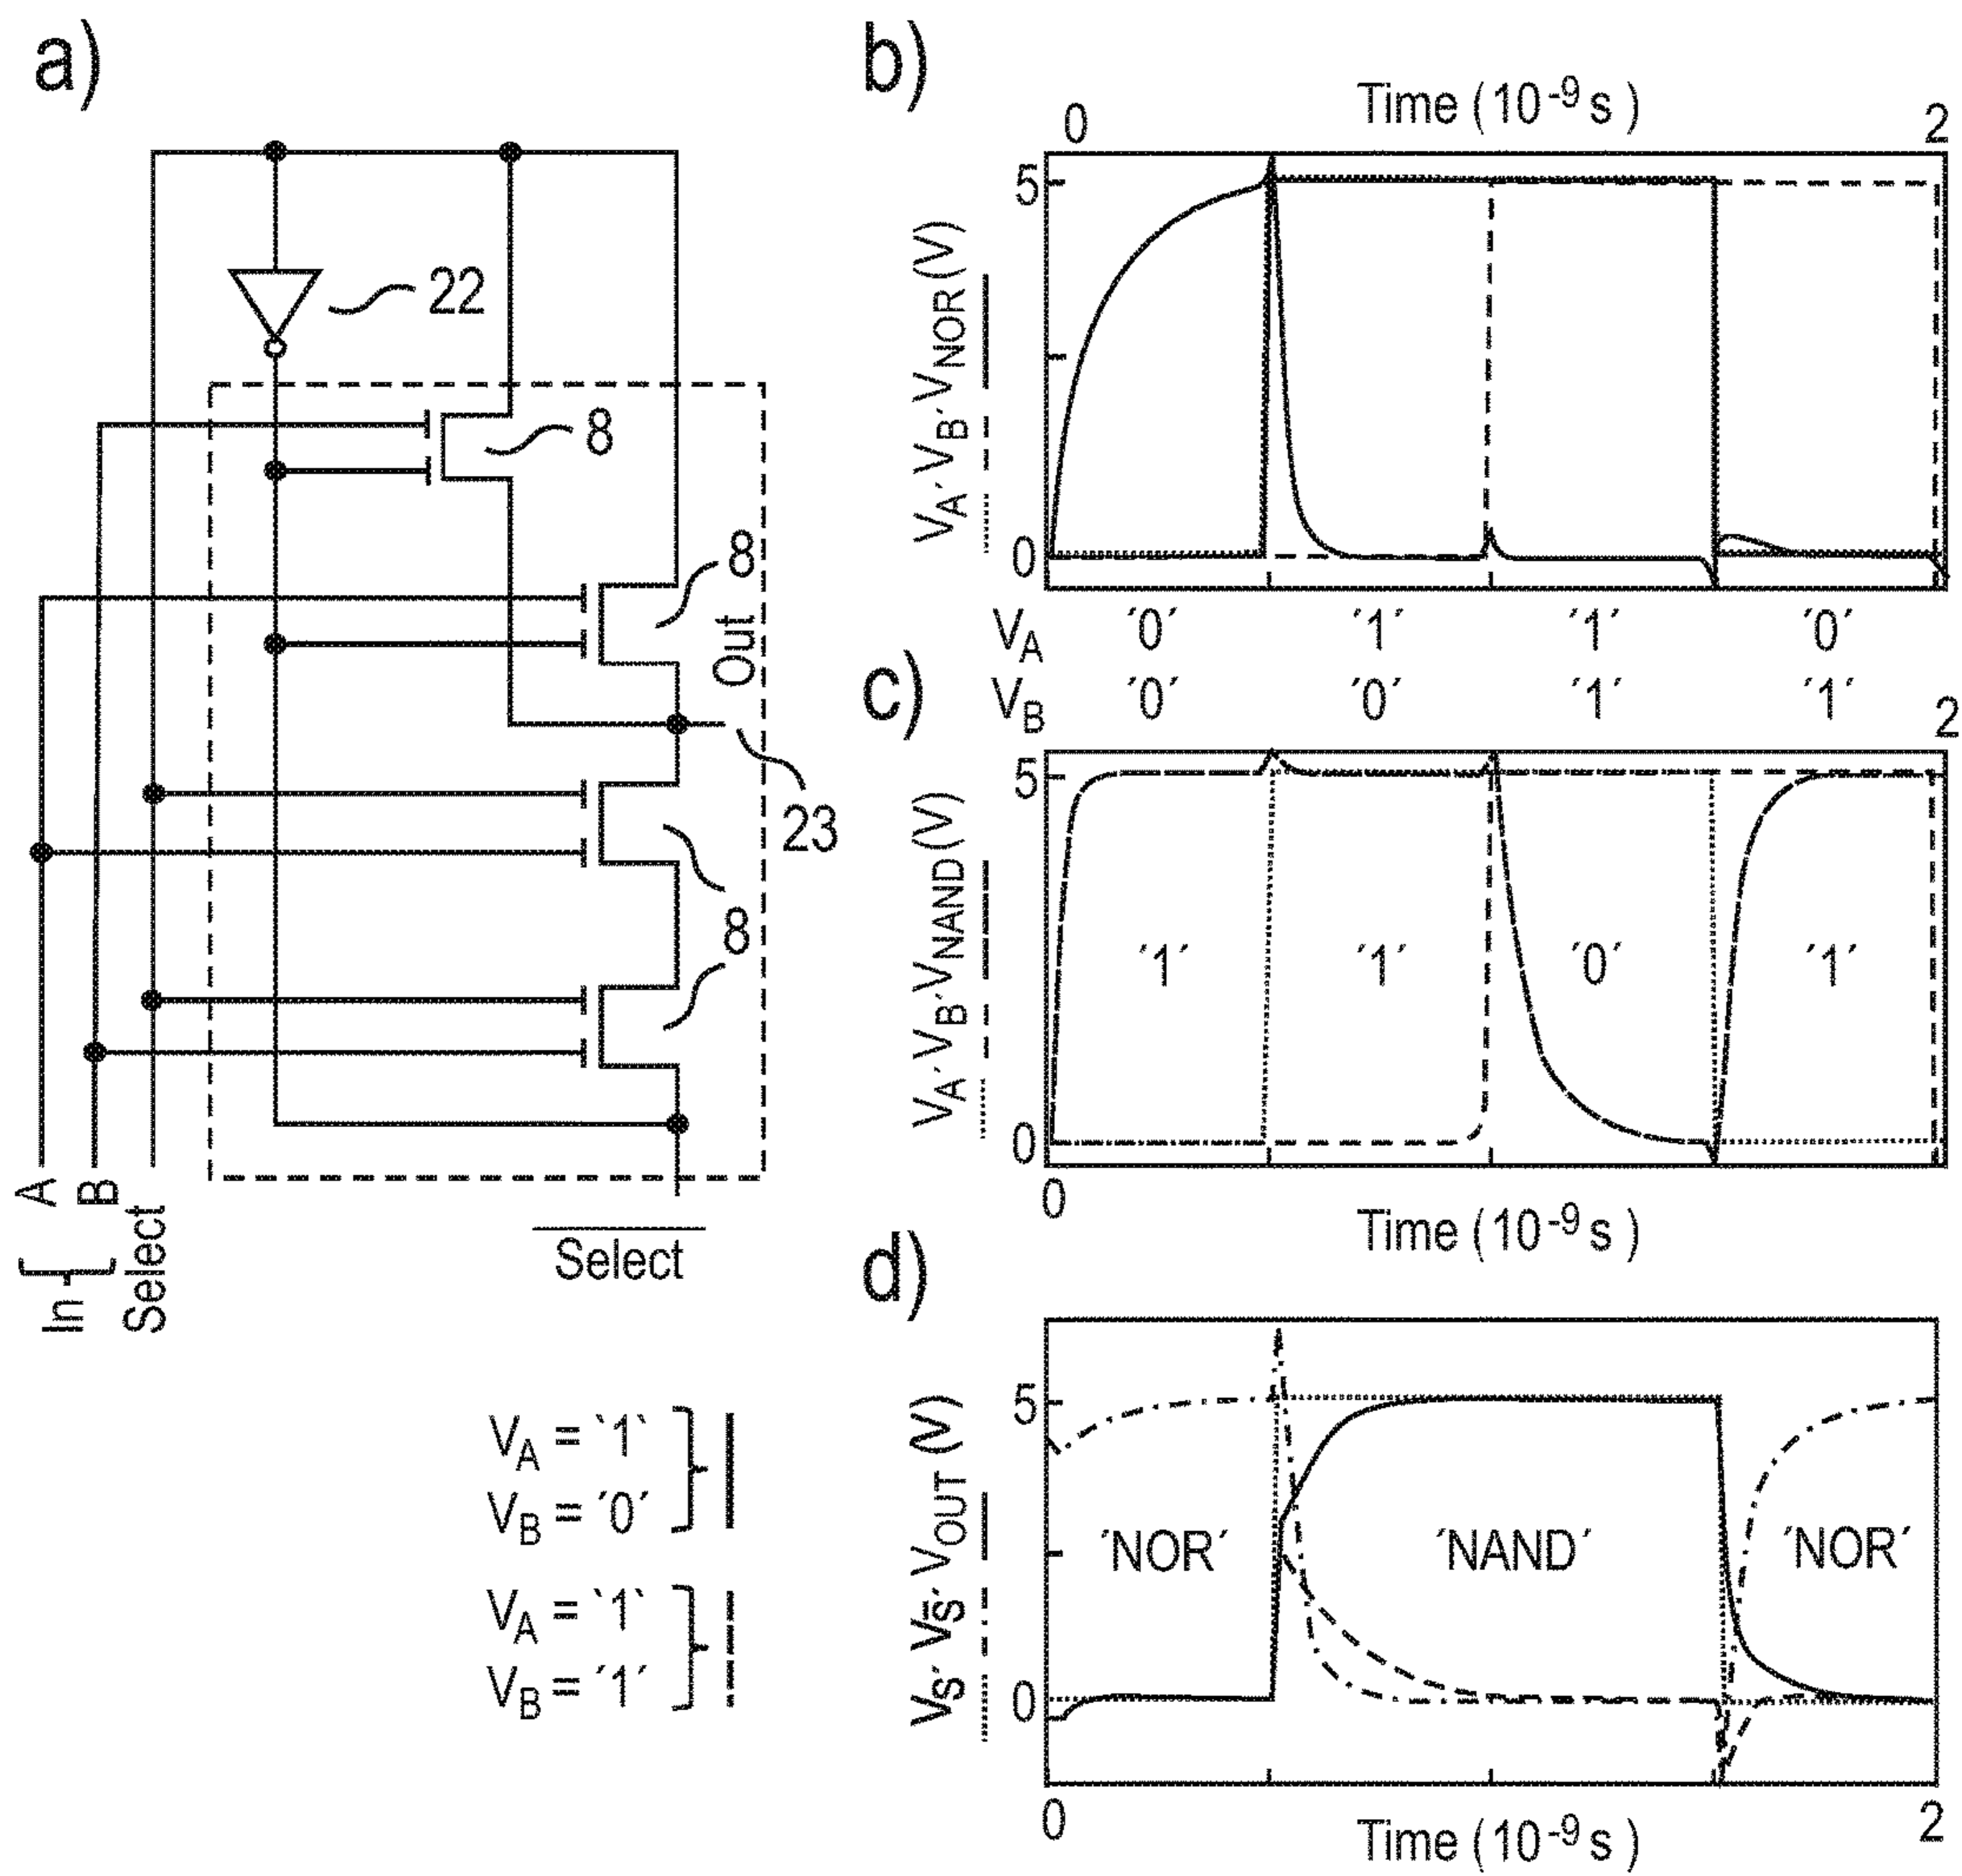 a)
22
8
8
Out
23
8
A
B
In {
Select
Select
V_A = `1`
V_B = ´0´
V_A = `1`
V_B = ´1´
b)
Time (10^-9 s)
0 2
V_A´ V_B´ V_NOR (V)
5
0
V_A ´0´ ´1´ ´1´ ´0´
V_B ´0´ ´0´ ´1´ ´1´
c)
2
V_A´ V_B´ V_NAND (V)
5
0
´1´ ´1´ ´0´ ´1´
0
Time (10^-9 s)
d)
V_S´ V_S̅´ V_OUT (V)
5
0
´NOR´ ´NAND´ ´NOR´
0 2
Time (10^-9 s)